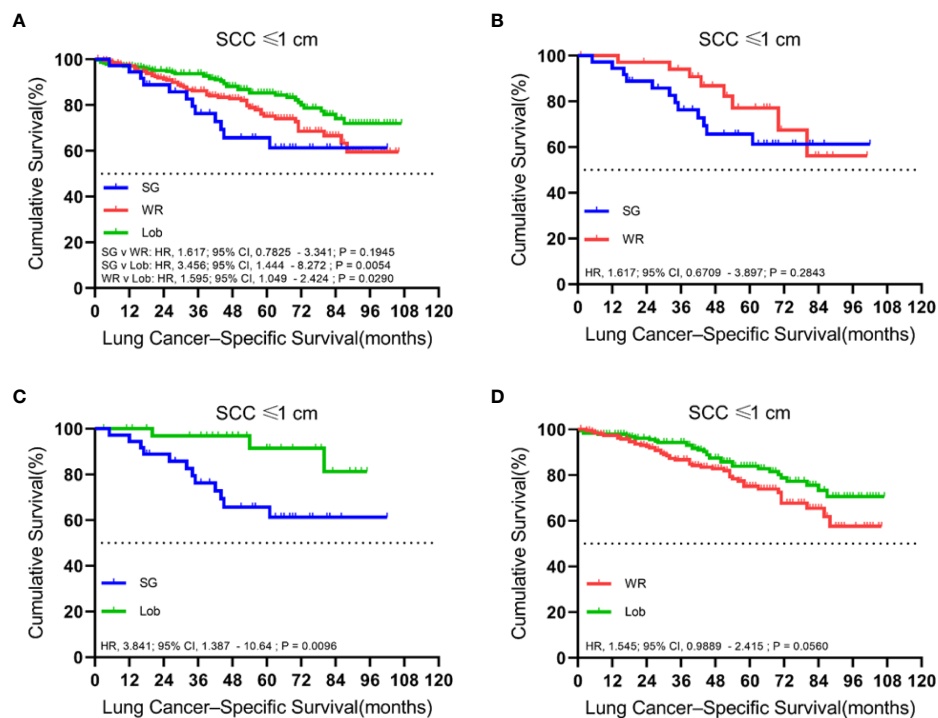 A
SCC ≤1 cm
Cumulative Survival(%)
100
80
60
40
20
0
SG
WR
Lob
SG v WR: HR, 1.617; 95% CI, 0.7825 - 3.341; P = 0.1945
SG v Lob: HR, 3.456; 95% CI, 1.444 - 8.272 ; P = 0.0054
WR v Lob: HR, 1.595; 95% CI, 1.049 - 2.424 ; P = 0.0290
0 12 24 36 48 60 72 84 96 108 120
Lung Cancer–Specific Survival(months)
B
SCC ≤1 cm
Cumulative Survival(%)
100
80
60
40
20
0
SG
WR
HR, 1.617; 95% CI, 0.6709 - 3.897; P = 0.2843
0 12 24 36 48 60 72 84 96 108 120
Lung Cancer–Specific Survival(months)
C
SCC ≤1 cm
Cumulative Survival(%)
100
80
60
40
20
0
SG
Lob
HR, 3.841; 95% CI, 1.387 - 10.64 ; P = 0.0096
0 12 24 36 48 60 72 84 96 108 120
Lung Cancer–Specific Survival(months)
D
SCC ≤1 cm
Cumulative Survival(%)
100
80
60
40
20
0
WR
Lob
HR, 1.545; 95% CI, 0.9889 - 2.415 ; P = 0.0560
0 12 24 36 48 60 72 84 96 108 120
Lung Cancer–Specific Survival(months)